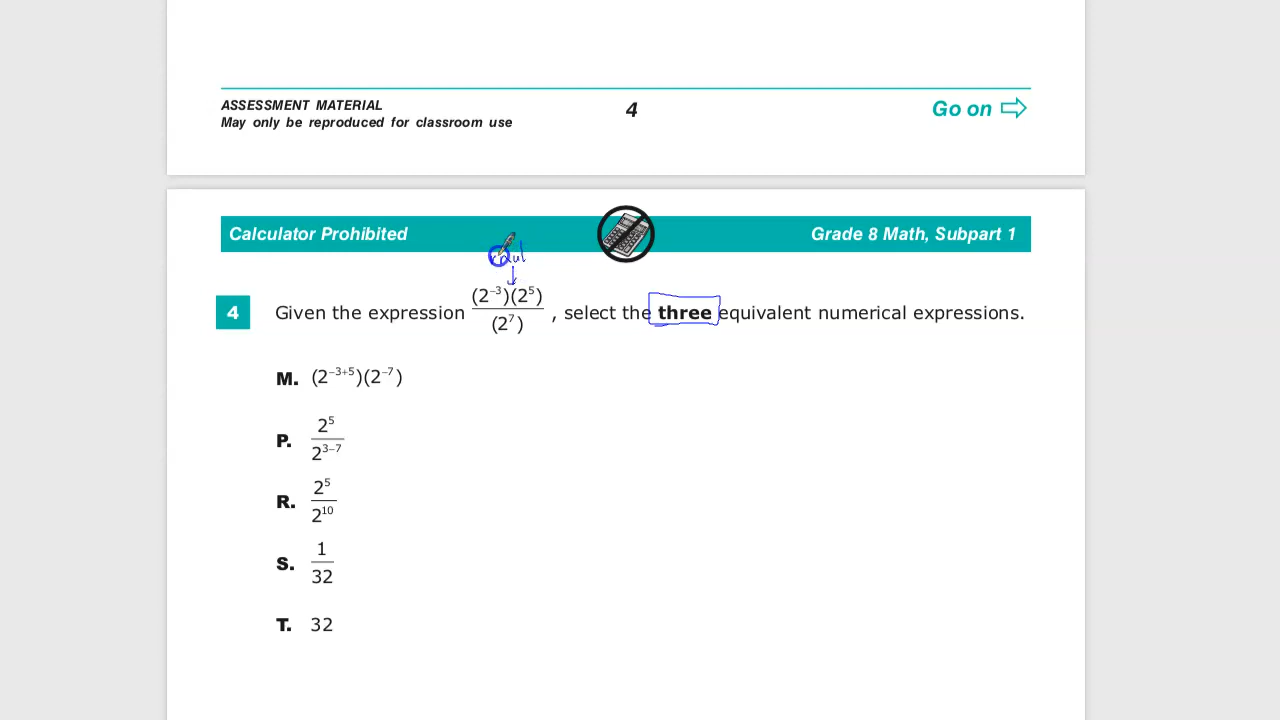 ASSESSMENT MATERIAL
May only be reproduced for classroom use
4
Go on
Calculator Prohibited
Grade 8 Math, Subpart 1
4 Given the expression (2⁻³)(2⁵)/(2⁷) , select the three equivalent numerical expressions.
M. (2⁻³⁺⁵)(2⁻⁷)
P. 2⁵/2³⁻⁷
R. 2⁵/2¹⁰
S. 1/32
T. 32